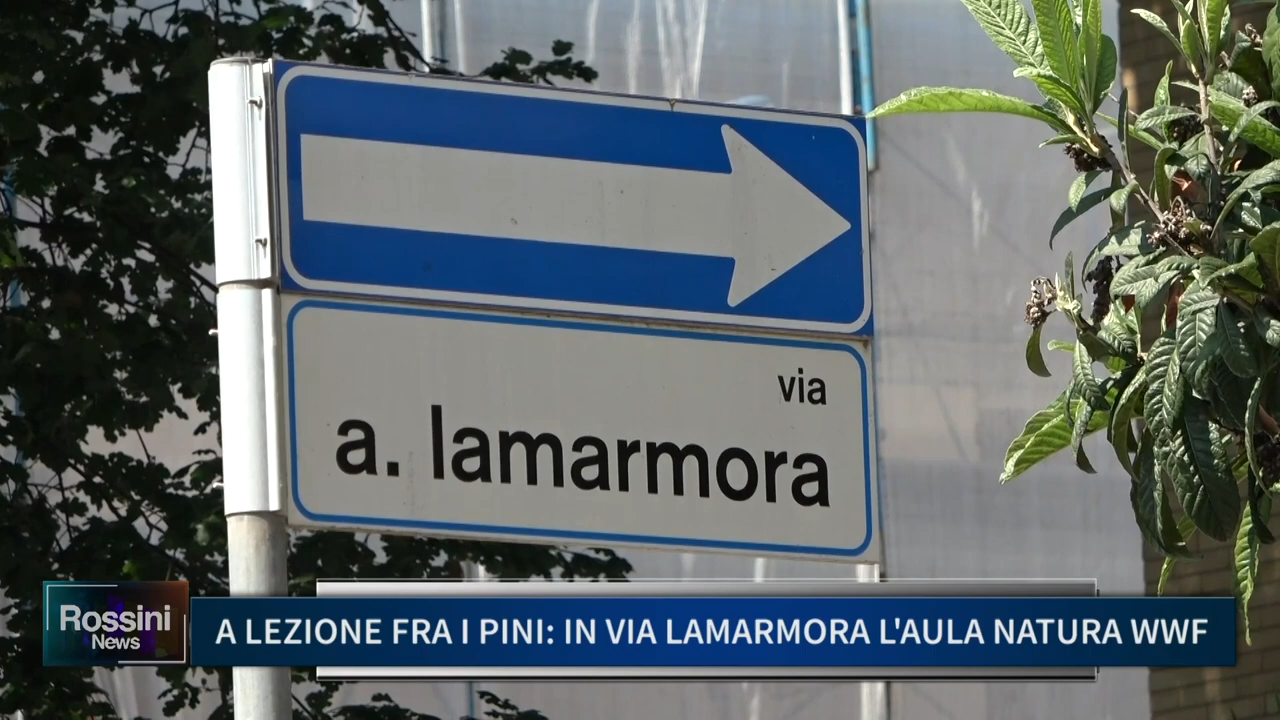 via
a. lamarmora
Rossini
News
A LEZIONE FRA I PINI: IN VIA LAMARMORA L'AULA NATURA WWF